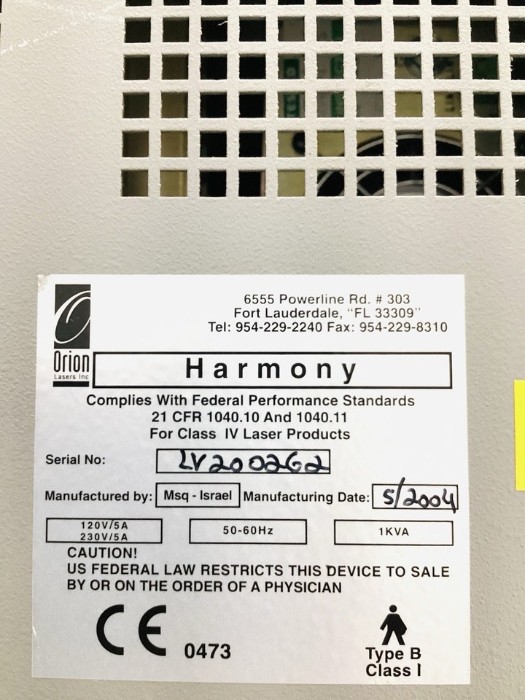 6555 Powerline Rd. # 303
Fort Lauderdale, "FL 33309"
Tel: 954-229-2240 Fax: 954-229-8310
Orion
Lasers Inc
Harmony
Complies With Federal Performance Standards
21 CFR 1040.10 And 1040.11
For Class IV Laser Products
Serial No: LV200262
Manufactured by: Msq - Israel Manufacturing Date: 5/2004
120V/5A
230V/5A
50-60Hz
1KVA
CAUTION!
US FEDERAL LAW RESTRICTS THIS DEVICE TO SALE
BY OR ON THE ORDER OF A PHYSICIAN
CE 0473
Type B
Class I